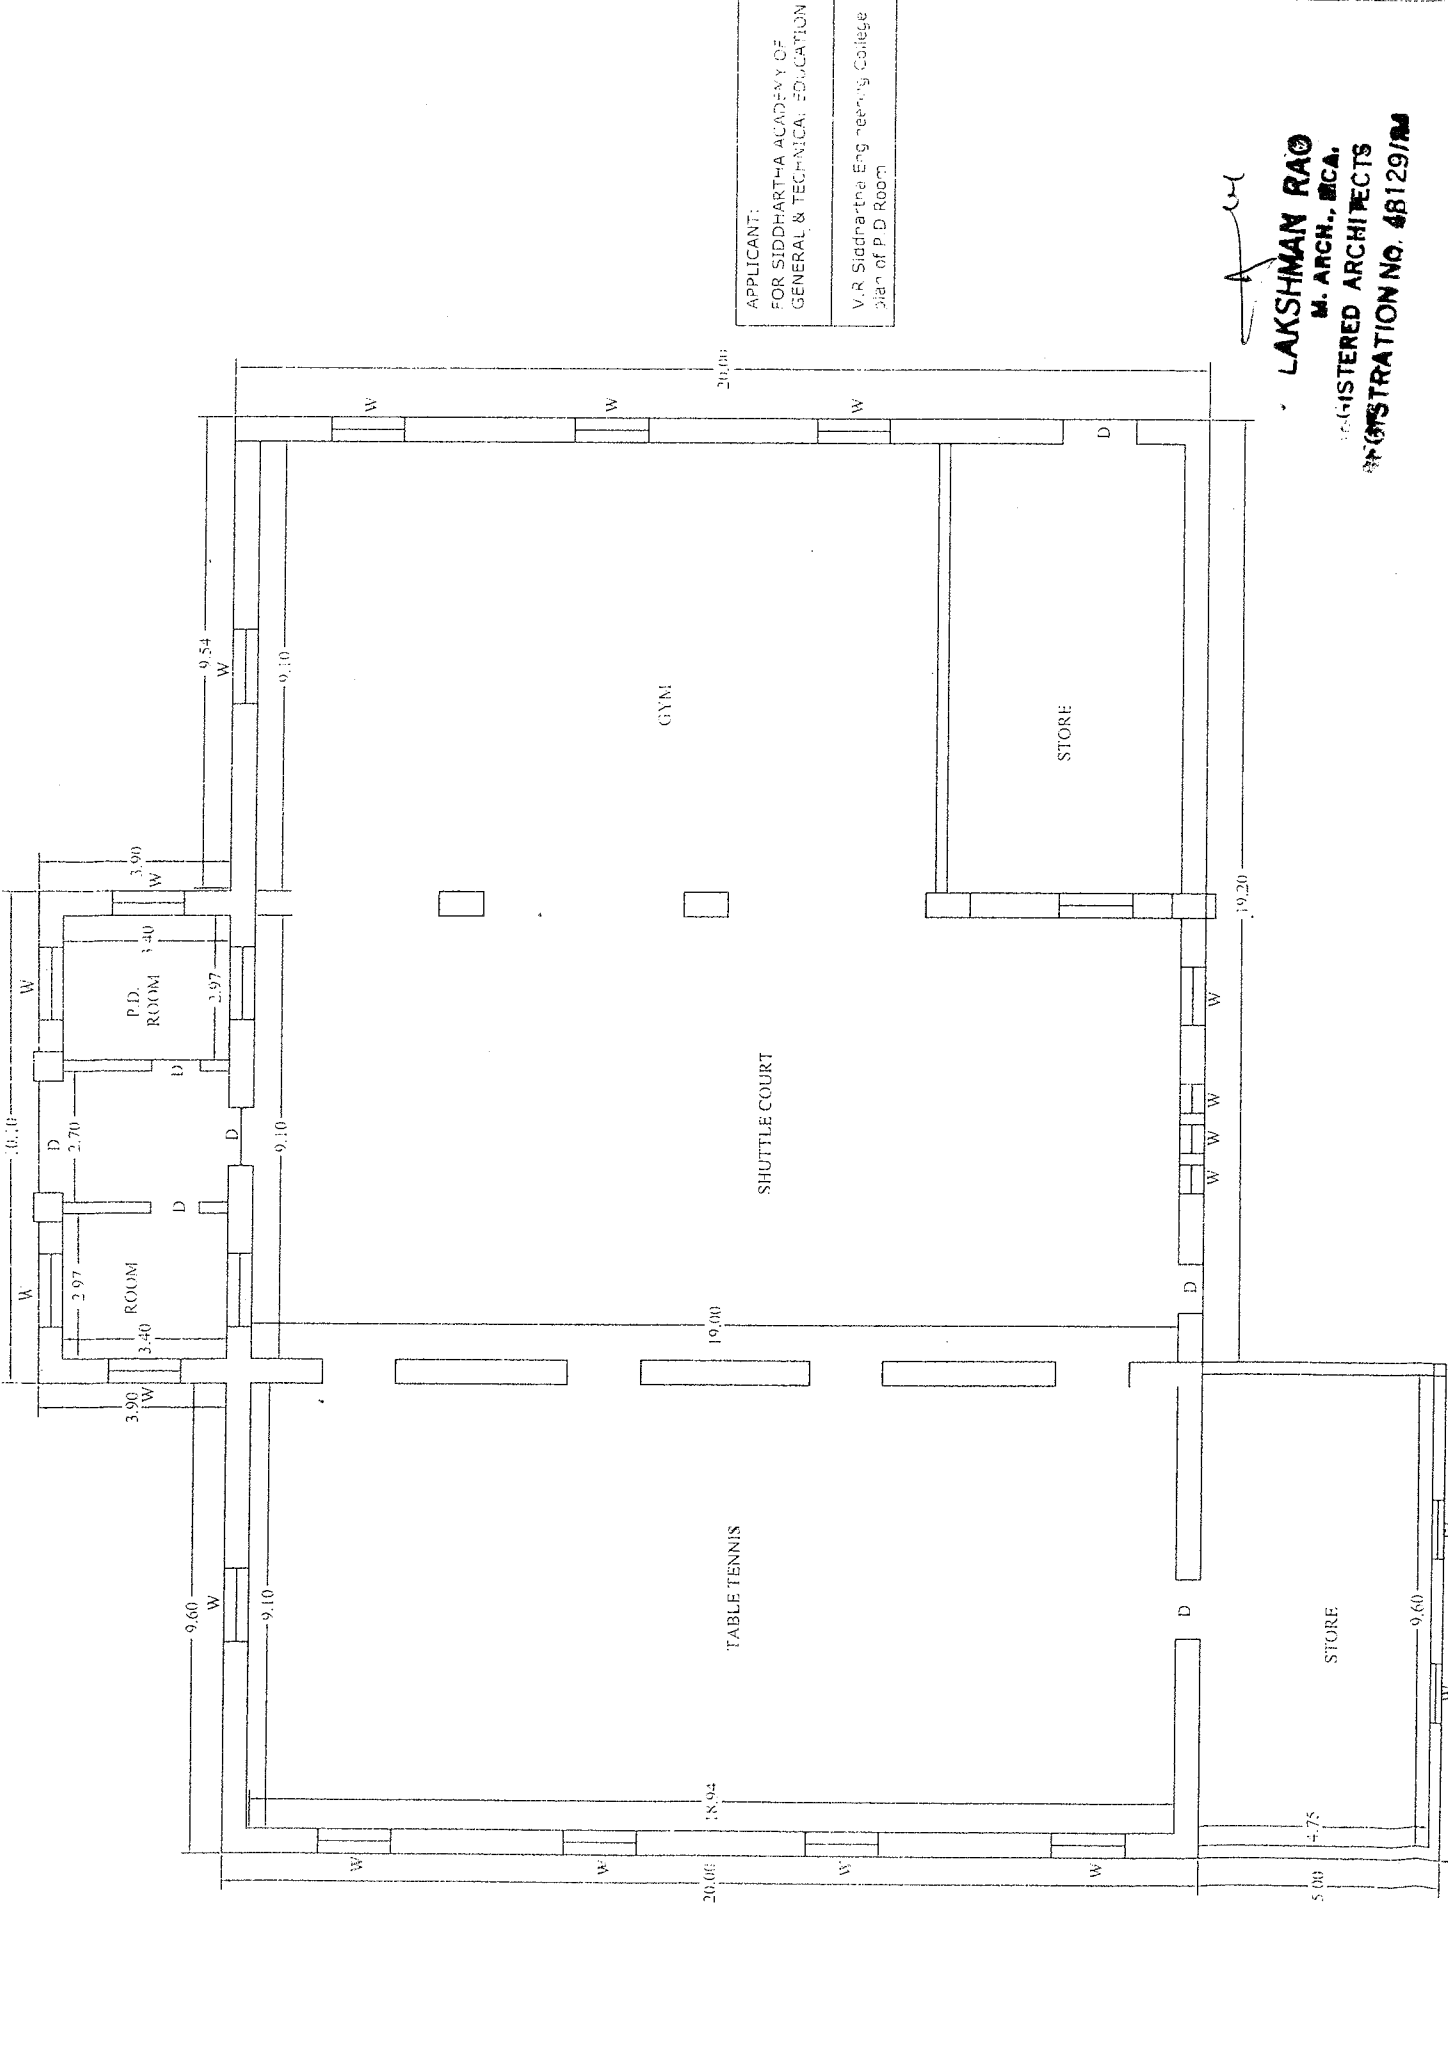 APPLICANT:
FOR SIDDHARTHA ACADEMY OF
GENERAL & TECHNICAL EDUCATION
V.R Siddhartha Engineering College
plan of P.D Room
LAKSHMAN RAO
M. ARCH.,
REGISTERED ARCHITECTS
REGISTRATION No.
20.00
5.00
W
W
W
W
18.94
4.75
9.60
W
9.10
TABLE TENNIS
D
STORE
9.60
W
3.90
W
3.40
ROOM
2.97
W
D
2.70
D
D
D
P.D.
ROOM
3.40
2.97
W
W
3.90
9.10
19.00
SHUTTLE COURT
D
W
W
W
W
19.20
9.54
W
9.10
GYM
STORE
W
W
W
D
20.00